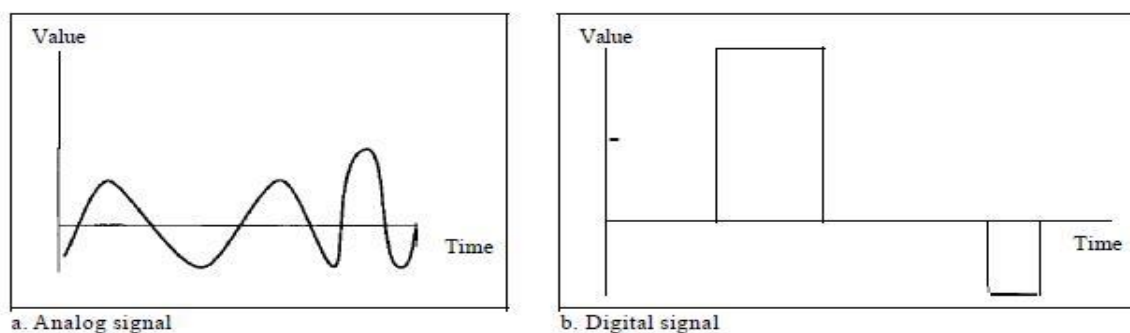 Value
Time
a. Analog signal
Value
Time
b. Digital signal